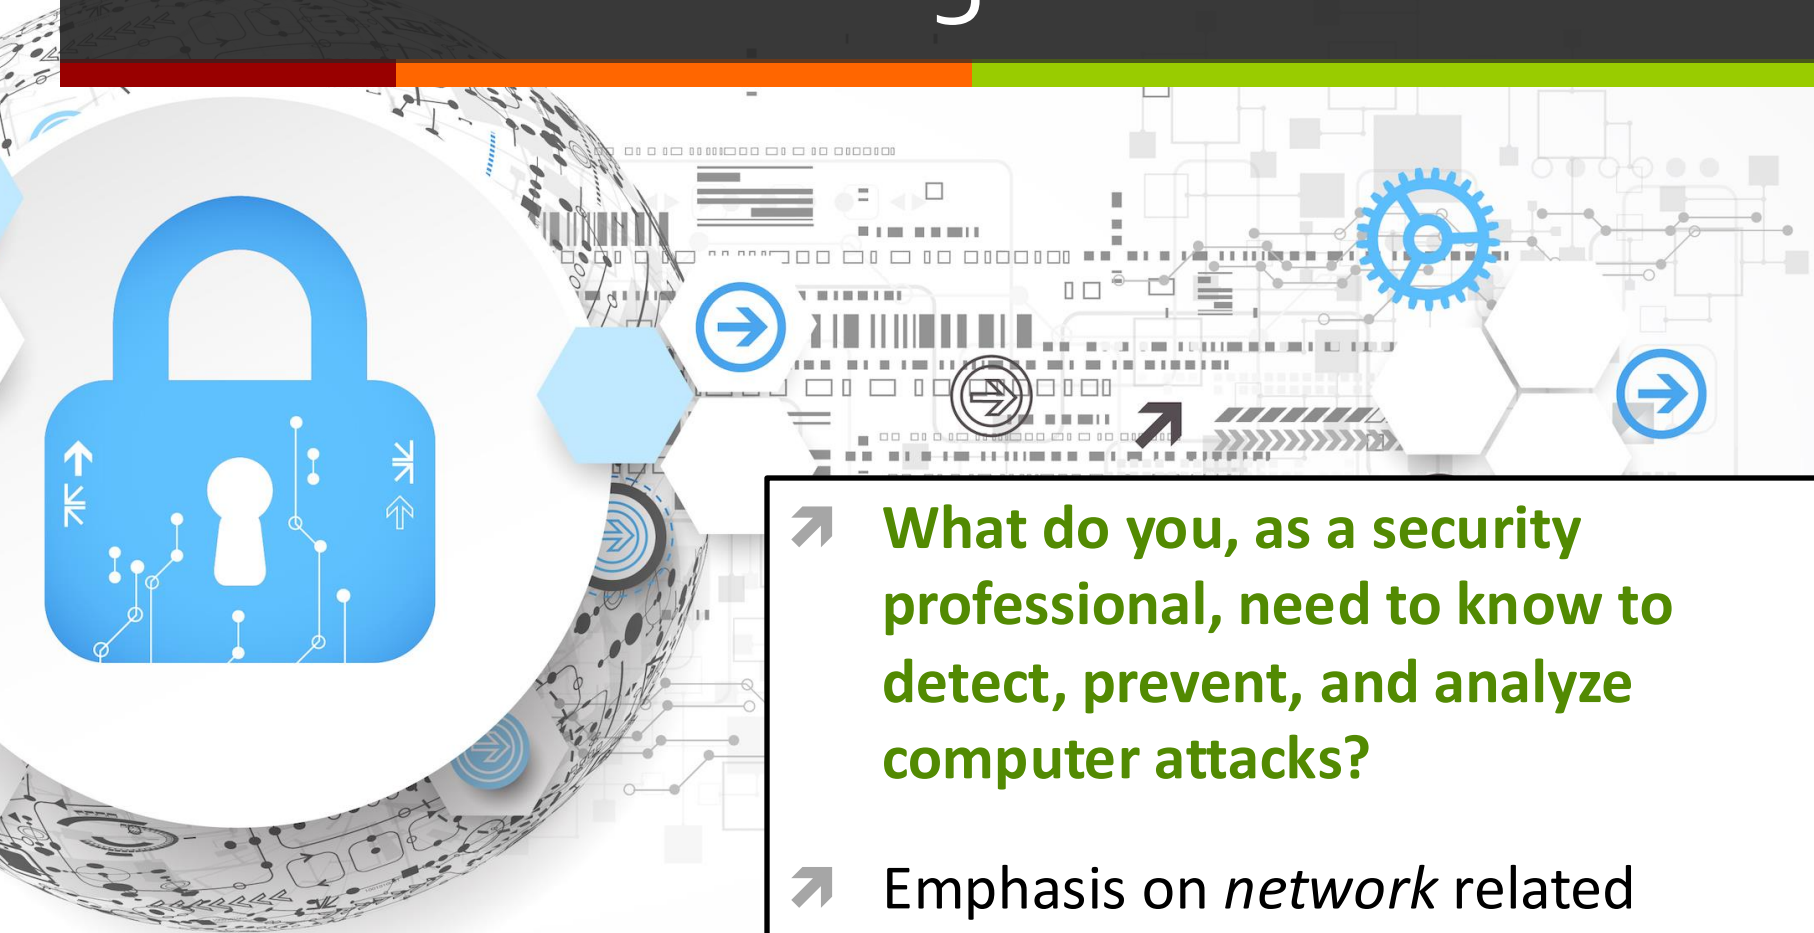 What do you, as a security
professional, need to know to
detect, prevent, and analyze
computer attacks?
Emphasis on network related